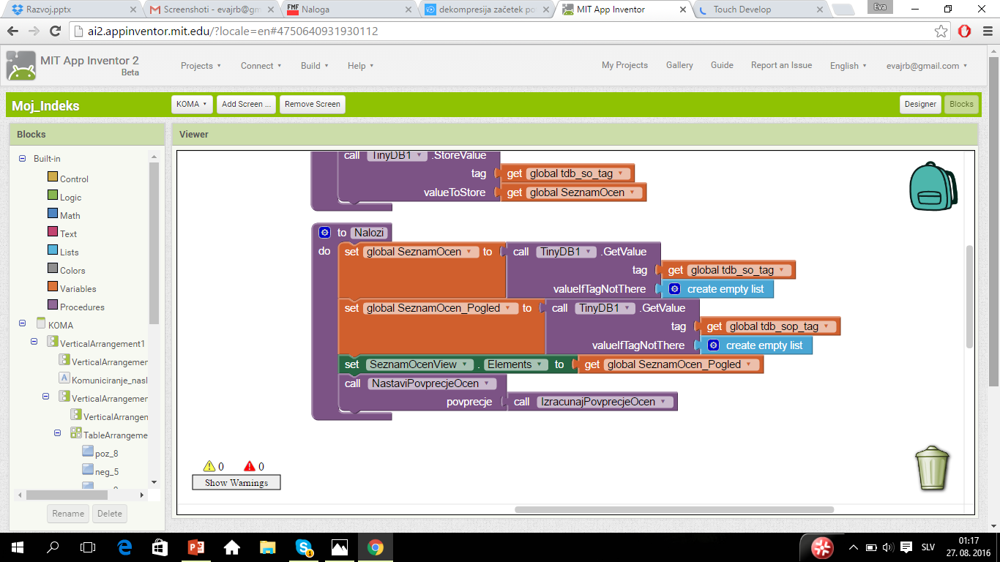 Razvoj.pptx
Screenshoti - evajrb@gm
FMF Naloga
dekompresija začetek po
MIT App Inventor
Touch Develop
Eva
ai2.appinventor.mit.edu/?locale=en#4750640931930112
MIT App Inventor 2
Beta
Projects
Connect
Build
Help
My Projects
Gallery
Guide
Report an Issue
English
evajrb@gmail.com
Moj_Indeks
KOMA
Add Screen ...
Remove Screen
Designer
Blocks
Blocks
Viewer
Built-in
Control
Logic
Math
Text
Lists
Colors
Variables
Procedures
KOMA
VerticalArrangement1
VerticalArrangemen
Komuniciranje_nasl
VerticalArrangemen
VerticalArrangen
TableArrangeme
poz_8
neg_5
Rename
Delete
call TinyDB1 .StoreValue
tag get global tdb_so_tag
valueToStore get global SeznamOcen
to Nalozi
do set global SeznamOcen to call TinyDB1 .GetValue
tag get global tdb_so_tag
valueIfTagNotThere create empty list
set global SeznamOcen_Pogled to call TinyDB1 .GetValue
tag get global tdb_sop_tag
valueIfTagNotThere create empty list
set SeznamOcenView . Elements to get global SeznamOcen_Pogled
call NastaviPovprecjeOcen
povprecje call IzracunajPovprecjeOcen
0 0
Show Warnings
1
SLV
01:17
27. 08. 2016